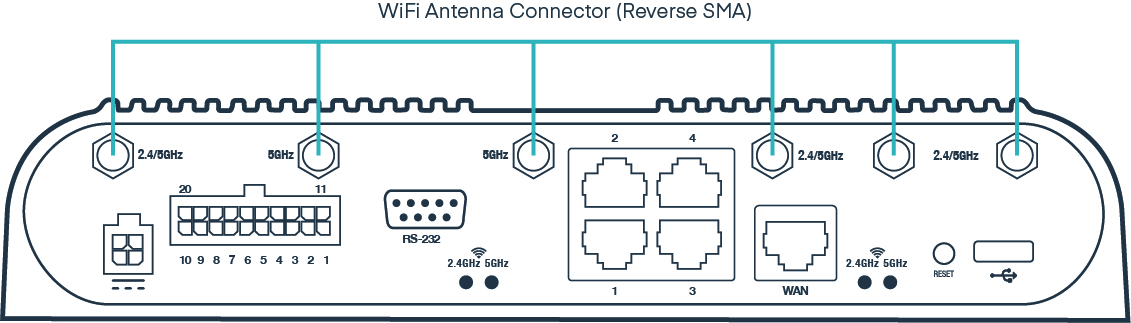 WiFi Antenna Connector (Reverse SMA)
2.4/5GHz
5GHz
5GHz
2.4/5GHz
2.4/5GHz
2 4
20 11
RS-232
10 9 8 7 6 5 4 3 2 1
2.4GHz 5GHz
1 3
WAN
2.4GHz 5GHz
RESET